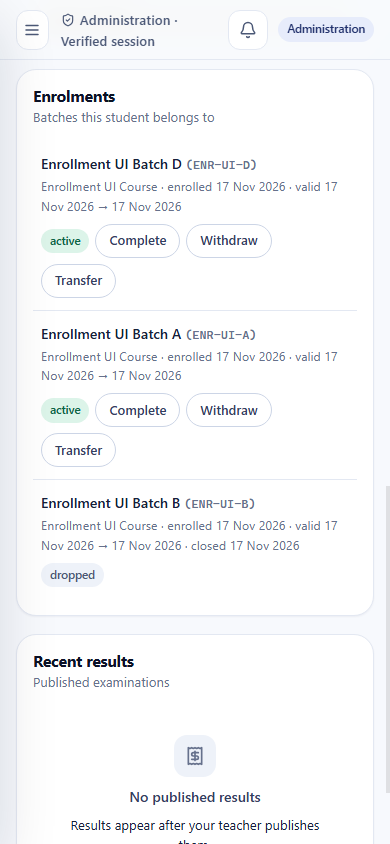 Administration ·
Verified session
Administration
Enrolments
Batches this student belongs to
Enrollment UI Batch D (ENR-UI-D)
Enrollment UI Course · enrolled 17 Nov 2026 · valid 17
Nov 2026 → 17 Nov 2026
active Complete Withdraw
Transfer
Enrollment UI Batch A (ENR-UI-A)
Enrollment UI Course · enrolled 17 Nov 2026 · valid 17
Nov 2026 → 17 Nov 2026
active Complete Withdraw
Transfer
Enrollment UI Batch B (ENR-UI-B)
Enrollment UI Course · enrolled 17 Nov 2026 · valid 17
Nov 2026 → 17 Nov 2026 · closed 17 Nov 2026
dropped
Recent results
Published examinations
No published results
Results appear after your teacher publishes